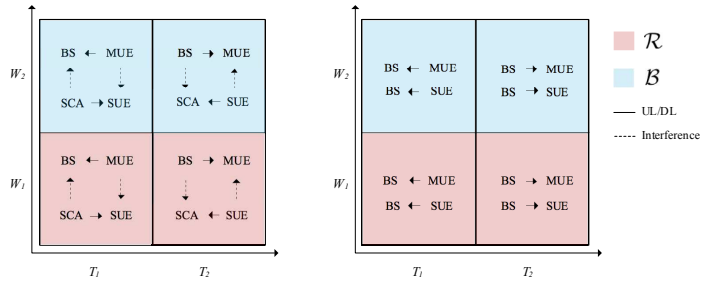 BS ← MUE
SCA → SUE
BS → MUE
SCA ← SUE
BS ← MUE
SCA → SUE
BS → MUE
SCA ← SUE
W2
W1
T1
T2
BS ← MUE
BS ← SUE
BS → MUE
BS → SUE
BS ← MUE
BS ← SUE
BS → MUE
BS → SUE
W2
W1
T1
T2
R
B
UL/DL
Interference